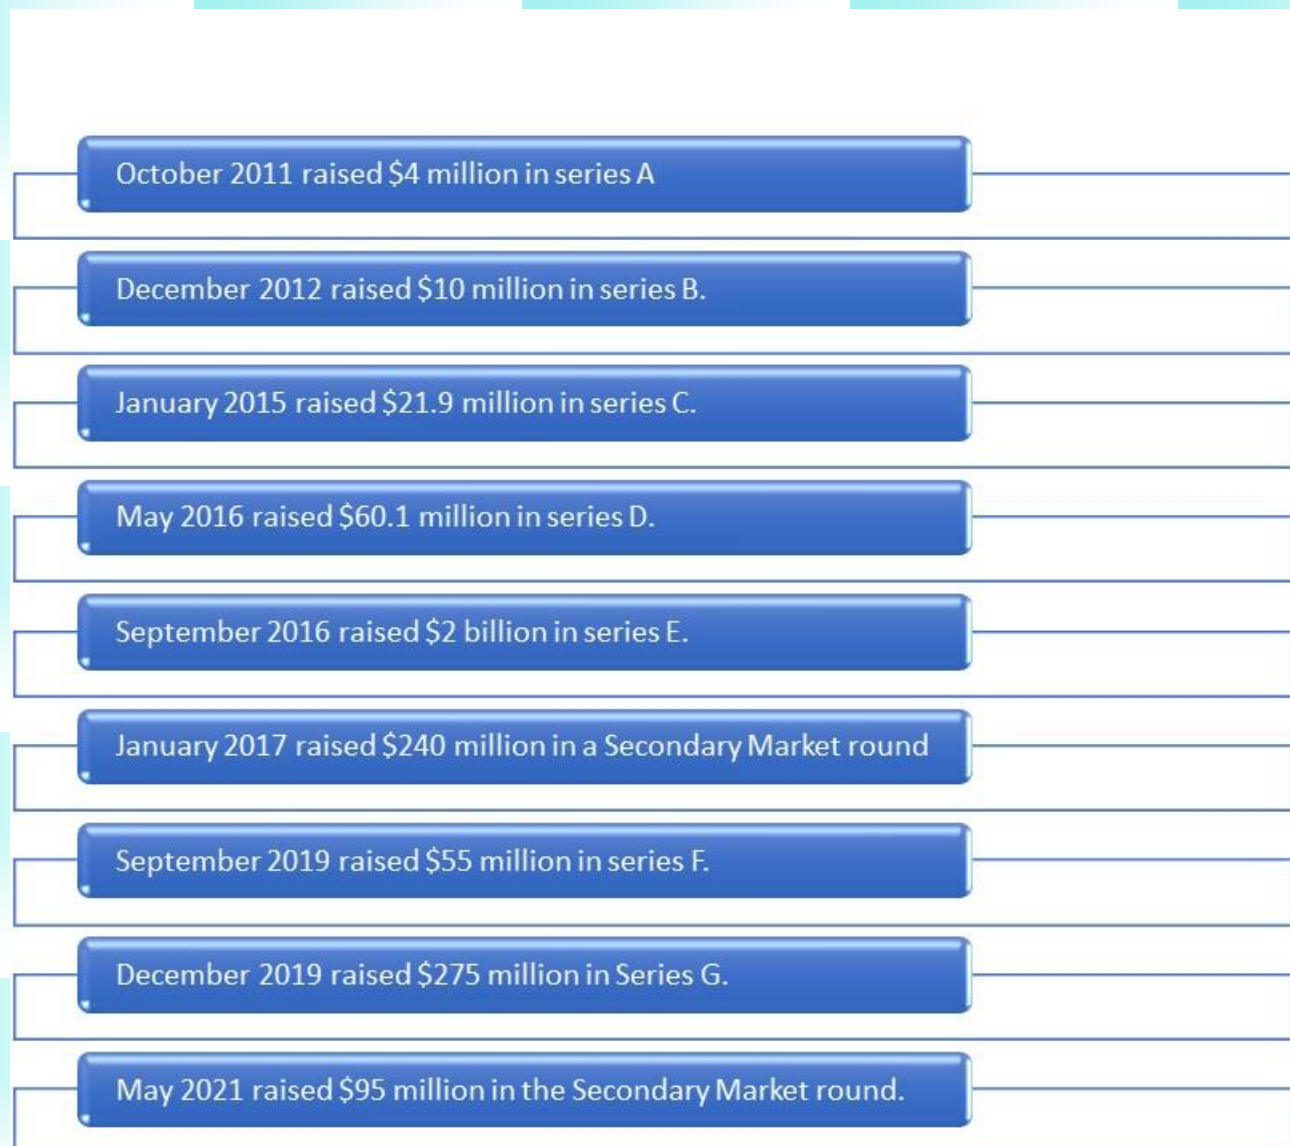 October 2011 raised $4 million in series A
December 2012 raised $10 million in series B.
January 2015 raised $21.9 million in series C.
May 2016 raised $60.1 million in series D.
September 2016 raised $2 billion in series E.
January 2017 raised $240 million in a Secondary Market round
September 2019 raised $55 million in series F.
December 2019 raised $275 million in Series G.
May 2021 raised $95 million in the Secondary Market round.